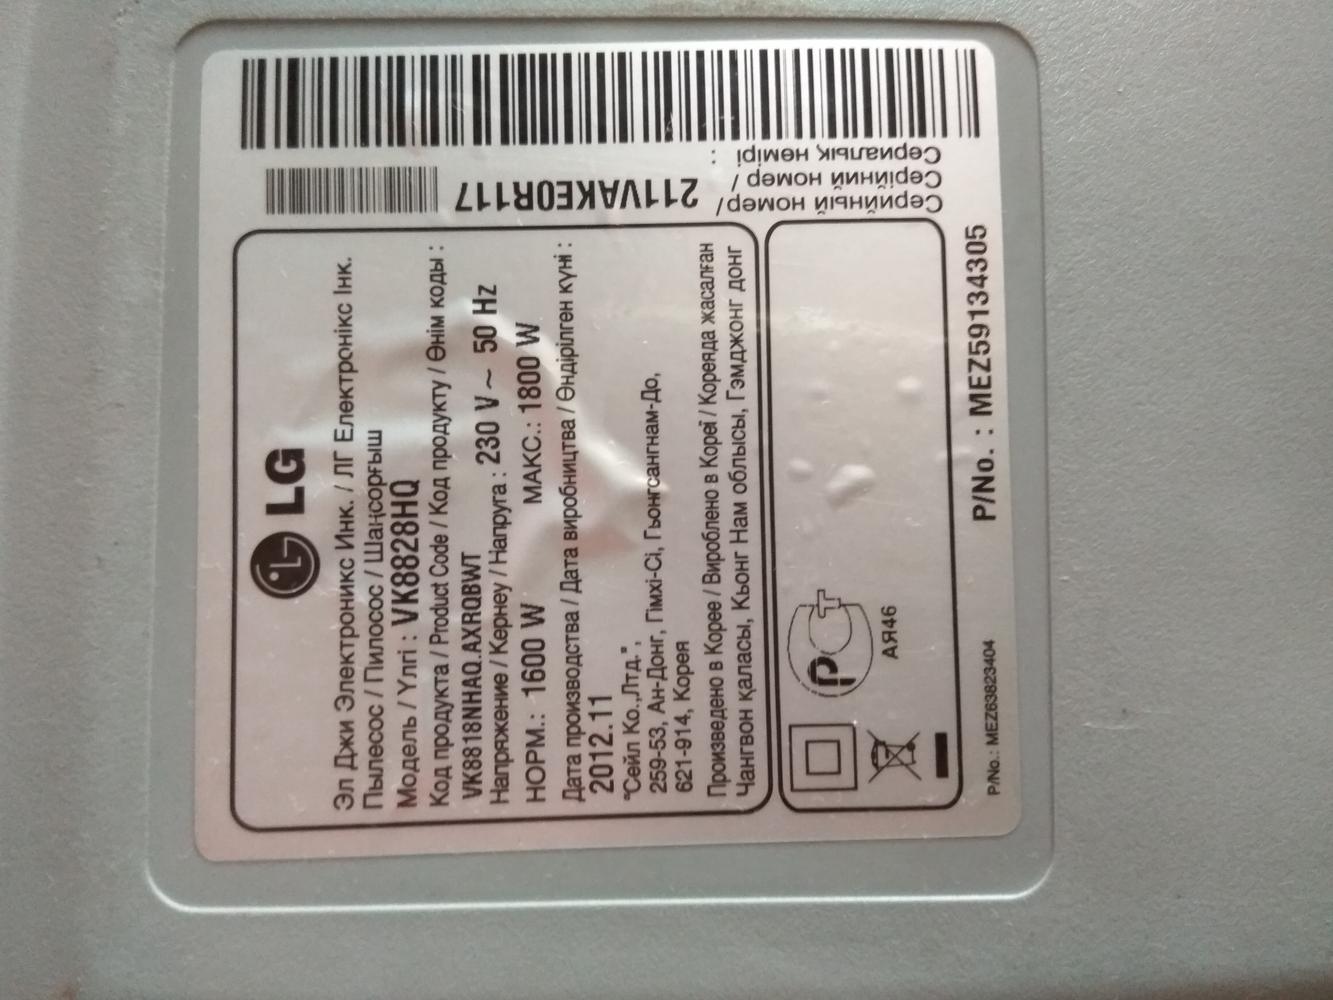 LG
Эл Джи Электроникс Инк. / ЛГ Електронікс Інк.
Пылесос / Пилосос / Шаңсорғыш
Модель / Үлгі : VK8828HQ
Код продукта / Product Code / Код продукту / Өнім коды :
VK8818NHAQ.AXRQBWT
Напряжение / Кернеу / Напруга : 230 V ~ 50 Hz
НОРМ.: 1600 W МАКС.: 1800 W
Дата производства / Дата виробництва / Өндірілген күні :
2012.11
"Сейл Ко.,Лтд.",
259-53, Ан-Донг, Гімхі-Сі, Гьонгсангнам-До,
621-914, Корея
Произведено в Корее / Вироблено в Кореї / Кореяда жасалған
Чангвон қаласы, Кьонг Нам облысы, Гэмджонг донг
РСТ
АЯ46
P/No.: MEZ63823404
P/No. : MEZ59134305
Серийный номер/
Серійний номер /
Сериалық немірі :
211VAKE0R117